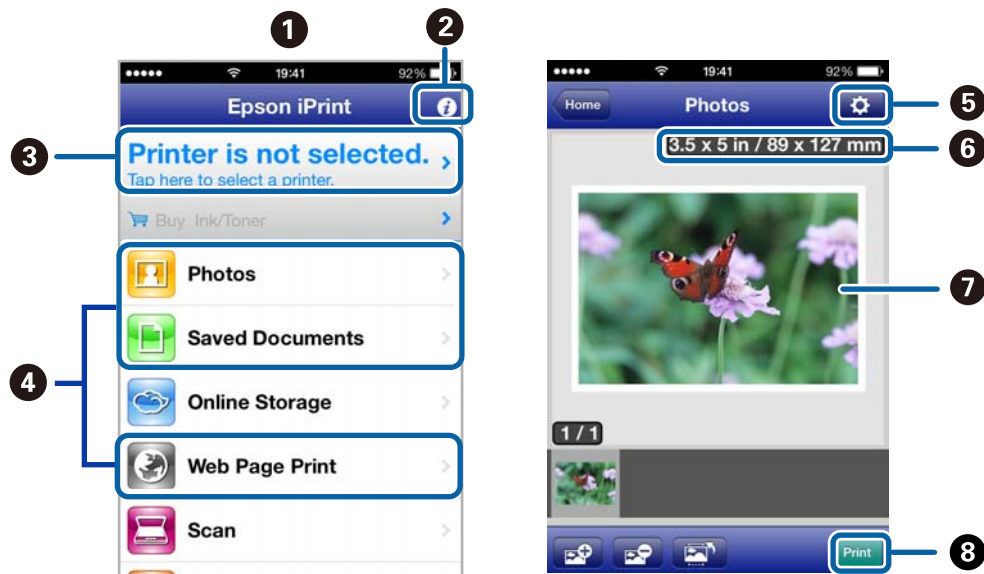 1
2
19:41
92%
Epson iPrint
i
3
Printer is not selected.
Tap here to select a printer.
Buy Ink/Toner
4
Photos
Saved Documents
Online Storage
Web Page Print
Scan
19:41
92%
Home
Photos
5
3.5 x 5 in / 89 x 127 mm
6
7
1 / 1
Print
8